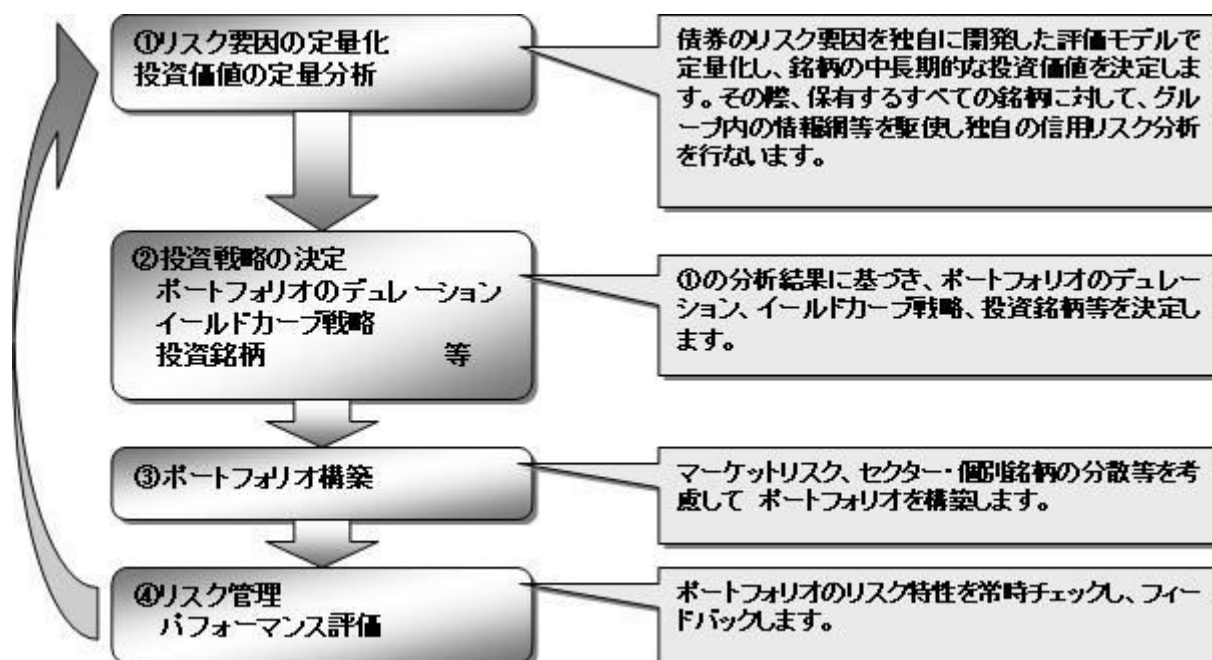 ①リスク要因の定量化
投資価値の定量分析
債券のリスク要因を独自に開発した評価モデルで
定量化し、銘柄の中長期的な投資価値を決定しま
す。その際、保有するすべての銘柄に対して、グル
ープ内の情報網等を駆使し独自の信用リスク分析
を行ないます。
②投資戦略の決定
ポートフォリオのデュレーション
イールドカーブ戦略
投資銘柄 等
①の分析結果に基づき、ポートフォリオのデュレー
ション、イールドカーブ戦略、投資銘柄等を決定し
ます。
③ポートフォリオ構築
マーケットリスク、セクター・個別銘柄の分散等を考
慮して ポートフォリオを構築します。
④リスク管理
パフォーマンス評価
ポートフォリオのリスク特性を常時チェックし、フィー
ドバックします。